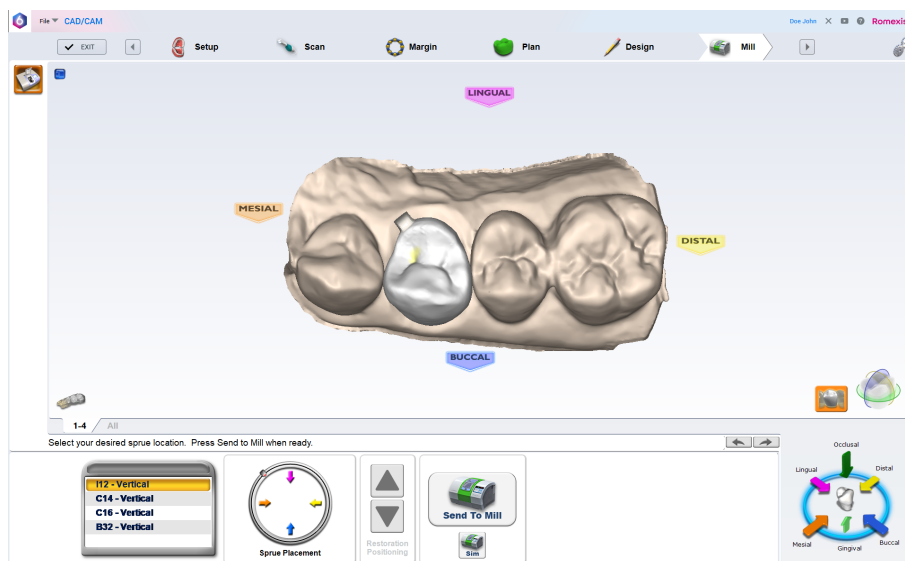 File CAD/CAM
Doe John
Romexis
EXIT
Setup
Scan
Margin
Plan
Design
Mill
LINGUAL
MESIAL
DISTAL
BUCCAL
1-4
All
Select your desired sprue location. Press Send to Mill when ready.
I12 - Vertical
C14 - Vertical
C16 - Vertical
B32 - Vertical
Sprue Placement
Restoration
Positioning
Send To Mill
Sim
Occlusal
Lingual
Distal
Mesial
Gingival
Buccal